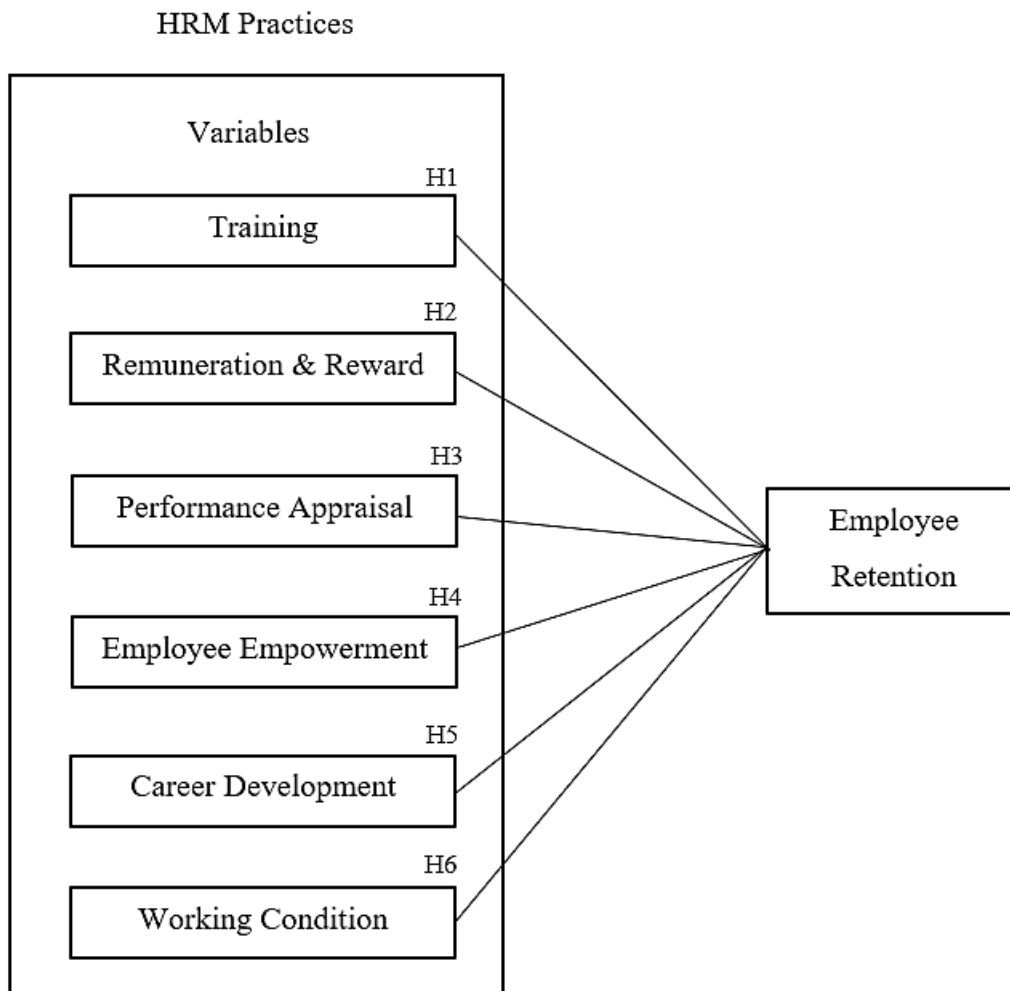 HRM Practices
Variables
H1
Training
H2
Remuneration & Reward
H3
Performance Appraisal
H4
Employee Empowerment
H5
Career Development
H6
Working Condition
Employee
Retention